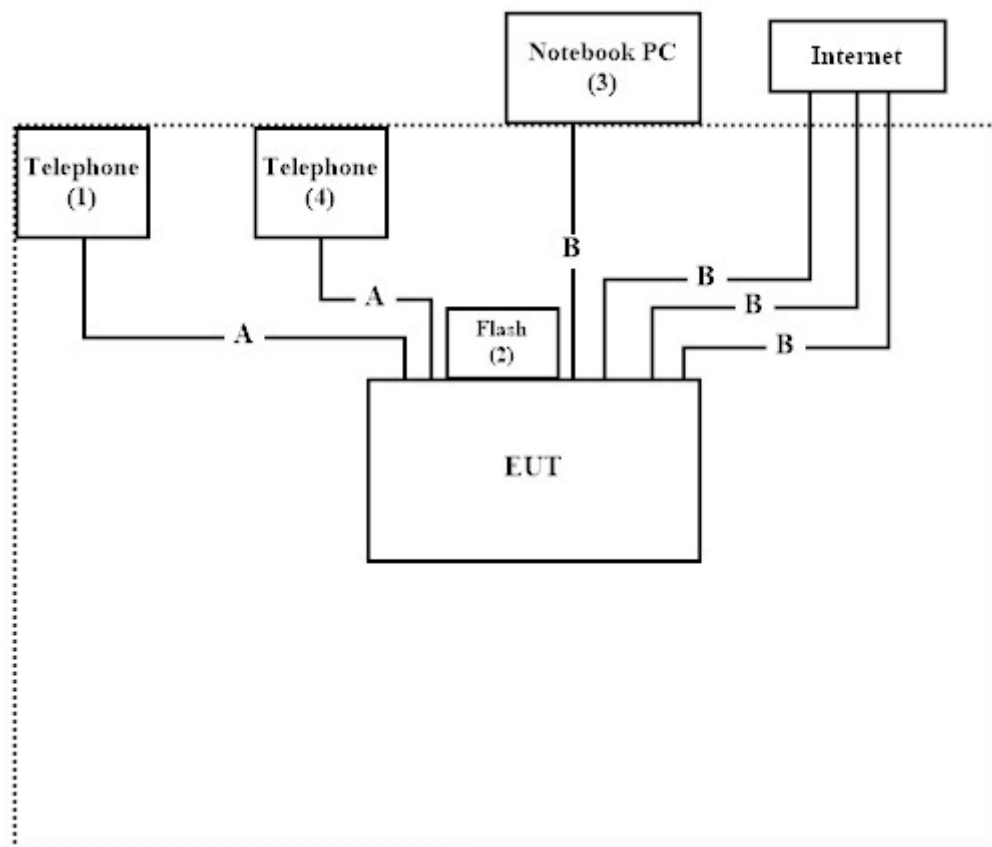 Notebook PC
(3)
Internet
Telephone
(1)
Telephone
(4)
B
B
A
B
Flash
(2)
A
B
EUT